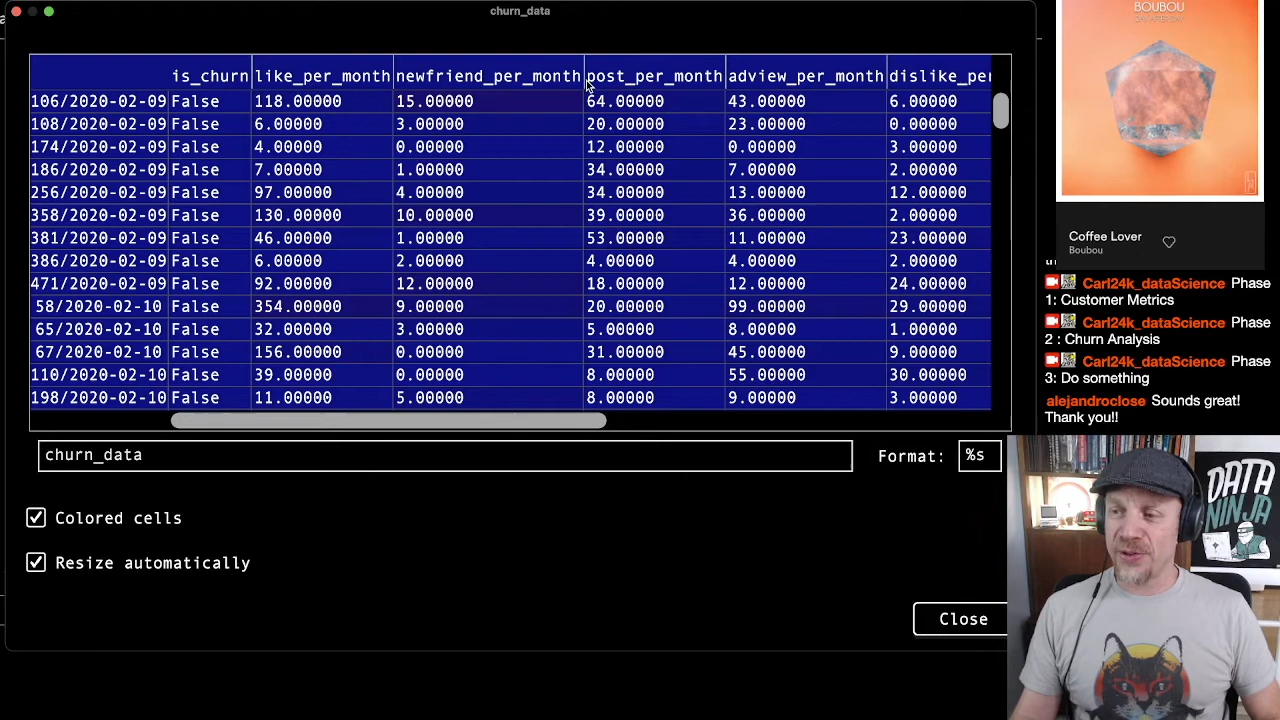 churn_data
is_churn like_per_month newfriend_per_month post_per_month adview_per_month dislike_per
106/2020-02-09 False 118.00000 15.00000 64.00000 43.00000 6.00000
108/2020-02-09 False 6.00000 3.00000 20.00000 23.00000 0.00000
174/2020-02-09 False 4.00000 0.00000 12.00000 12.00000 3.00000
186/2020-02-09 False 7.00000 1.00000 34.00000 7.00000 2.00000
256/2020-02-09 False 97.00000 4.00000 34.00000 13.00000 12.00000
358/2020-02-09 False 130.00000 10.00000 39.00000 36.00000 2.00000
381/2020-02-09 False 46.00000 1.00000 53.00000 11.00000 23.00000
386/2020-02-09 False 6.00000 2.00000 4.00000 4.00000 2.00000
471/2020-02-09 False 92.00000 12.00000 18.00000 12.00000 24.00000
58/2020-02-10 False 354.00000 9.00000 20.00000 99.00000 29.00000
65/2020-02-10 False 32.00000 3.00000 5.00000 8.00000 1.00000
67/2020-02-10 False 156.00000 0.00000 31.00000 45.00000 9.00000
110/2020-02-10 False 39.00000 0.00000 8.00000 55.00000 30.00000
198/2020-02-10 False 11.00000 5.00000 8.00000 9.00000 3.00000
churn_data
Format: %s
Colored cells
Resize automatically
Close
BOUBOU
DAY AFTER DAY
Coffee Lover
Boubou
Carl24k_dataScience Phase
1: Customer Metrics
Carl24k_dataScience Phase
2 : Churn Analysis
Carl24k_dataScience Phase
3: Do something
alejandroclose Sounds great!
Thank you!!
DATA
NINJA